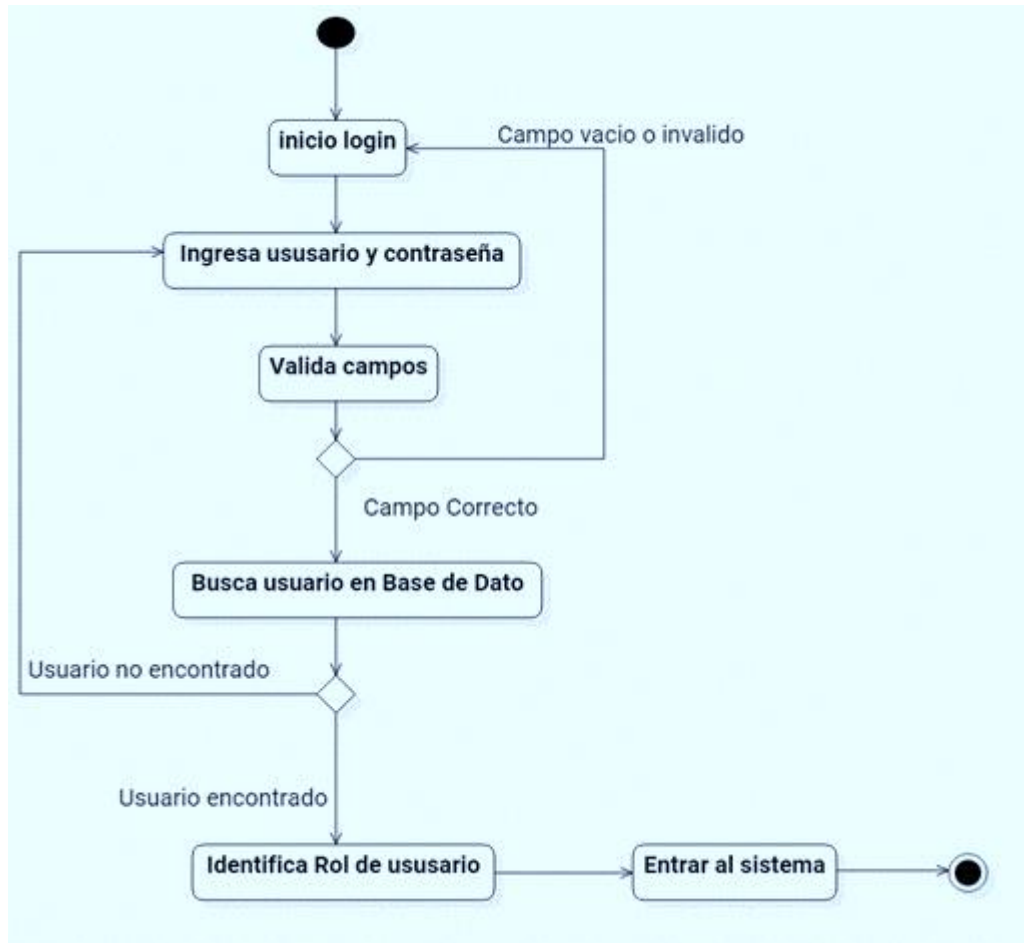 inicio login
Campo vacio o invalido
Ingresa ususario y contraseña
Valida campos
Campo Correcto
Busca usuario en Base de Dato
Usuario no encontrado
Usuario encontrado
Identifica Rol de ususario
Entrar al sistema